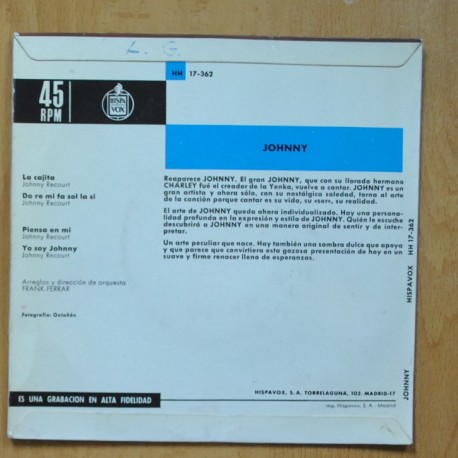 L. G.
45
RPM
HISPA
VOX
HH 17-362
JOHNNY
La cajita
Johnny Recourt
Do re mi fa sol la si
Johnny Recourt
Piensa en mi
Johnny Recourt
Yo soy Johnny
Johnny Recourt
Arreglos y dirección de orquesta
FRANK FERRAR
Fotografía: Ontañón
Reaparece JOHNNY. El gran JOHNNY, que con su llorado hermano
CHARLEY fué el creador de la Yenka, vuelve a cantar. JOHNNY es un
gran artista y ahora sólo, con su nostálgica soledad, torna al arte
de la canción porque cantar es su vida, su «ser», su realidad.
El arte de JOHNNY queda ahora individualizado. Hay una persona-
lidad profunda en la expresión y estilo de JOHNNY. Quién le escuche
descubrirá a JOHNNY en una manera original de sentir y de inter-
pretar.
Un arte peculiar que nace. Hay también una sombra dulce que apoya
y que parece que convirtiera esta gozosa presentación de hoy en un
suave y firme renacer lleno de esperanzas.
ES UNA GRABACION EN ALTA FIDELIDAD
HISPAVOX, S. A. TORRELAGUNA, 102. MADRID-17
Imp. Hispavox, S. A. - Madrid
JOHNNY HISPAVOX HH 17-362